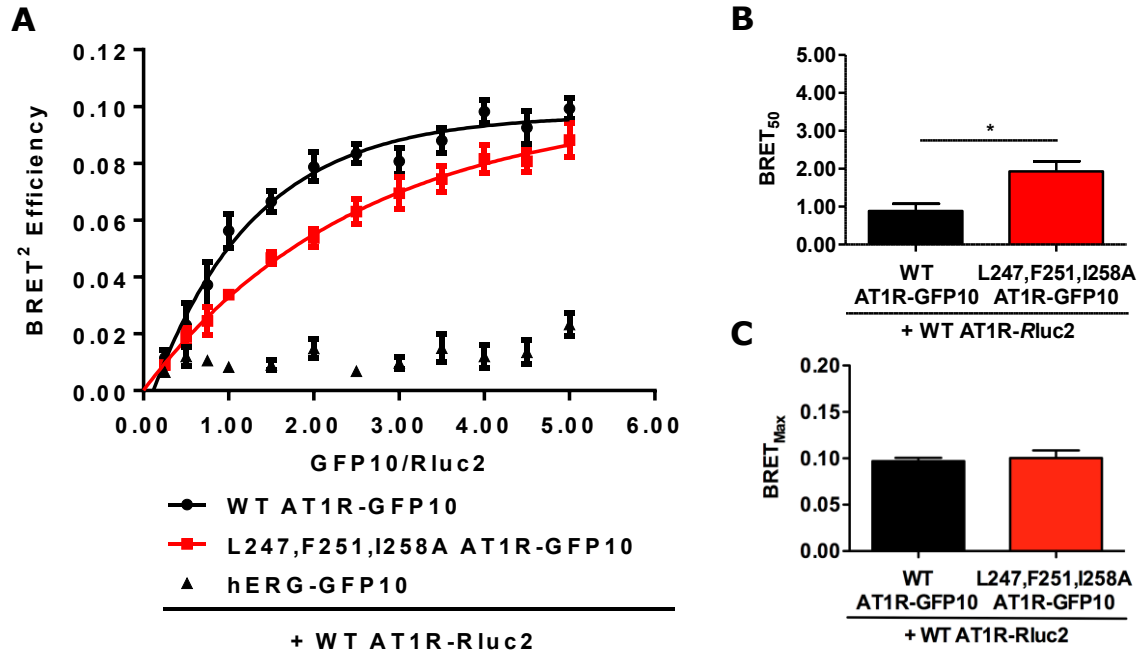 A
BRET² Efficiency
0.12
0.10
0.08
0.06
0.04
0.02
0.00
0.00 1.00 2.00 3.00 4.00 5.00 6.00
GFP10/Rluc2
WT AT1R-GFP10
L247,F251,I258A AT1R-GFP10
hERG-GFP10
+ WT AT1R-Rluc2
B
BRET₅₀
5.00
4.00
3.00
2.00
1.00
0.00
*
WT L247,F251,I258A
AT1R-GFP10 AT1R-GFP10
+ WT AT1R-Rluc2
C
BRETMax
0.20
0.15
0.10
0.05
0.00
WT L247,F251,I258A
AT1R-GFP10 AT1R-GFP10
+ WT AT1R-Rluc2